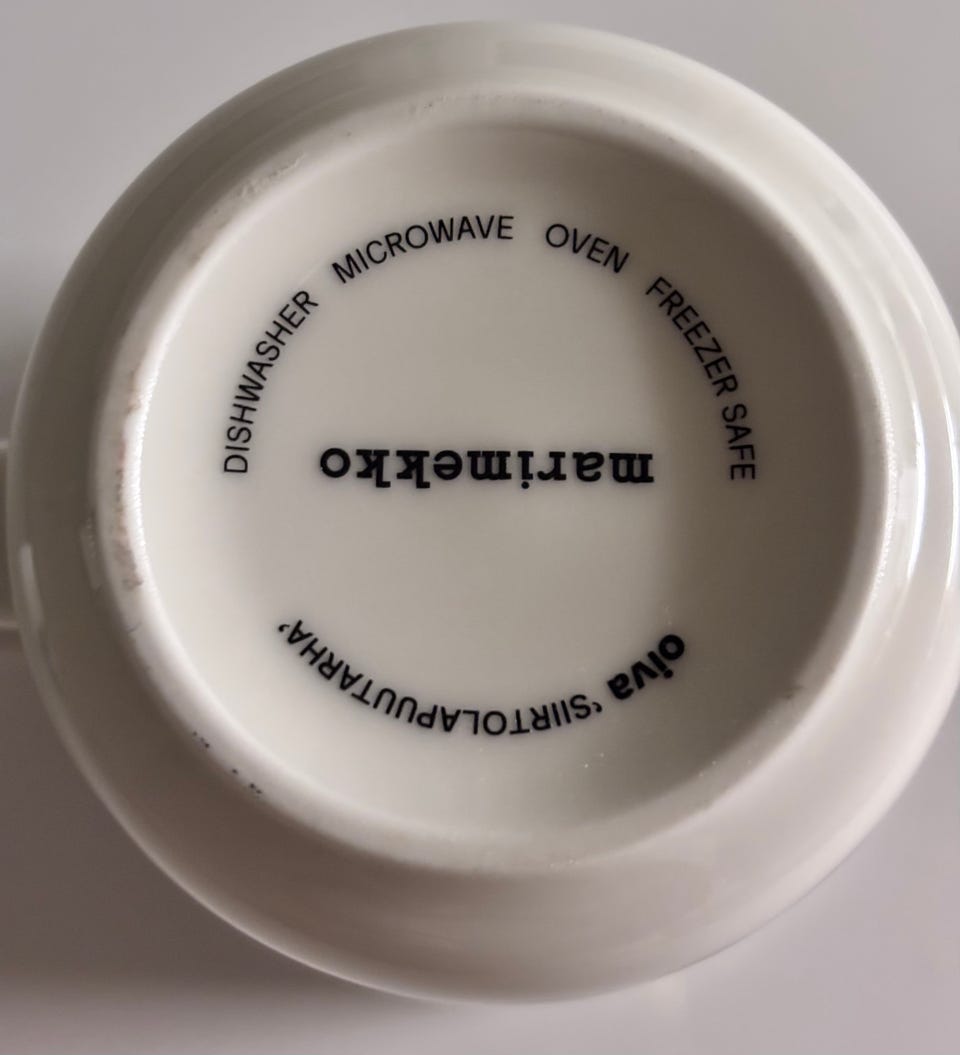 DISHWASHER MICROWAVE OVEN FREEZER SAFE
marimekko
oiva 'SIIRTOLAPUUTARHA'